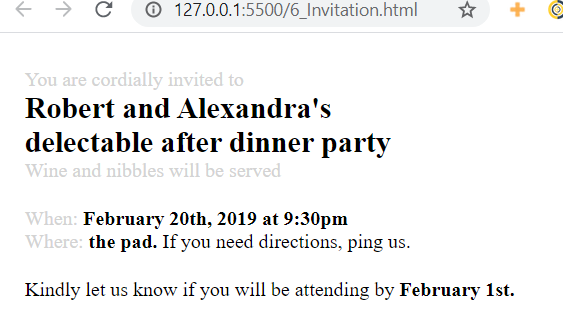 127.0.0.1:5500/6_Invitation.html
You are cordially invited to
Robert and Alexandra's
delectable after dinner party
Wine and nibbles will be served
When: February 20th, 2019 at 9:30pm
Where: the pad. If you need directions, ping us.
Kindly let us know if you will be attending by February 1st.